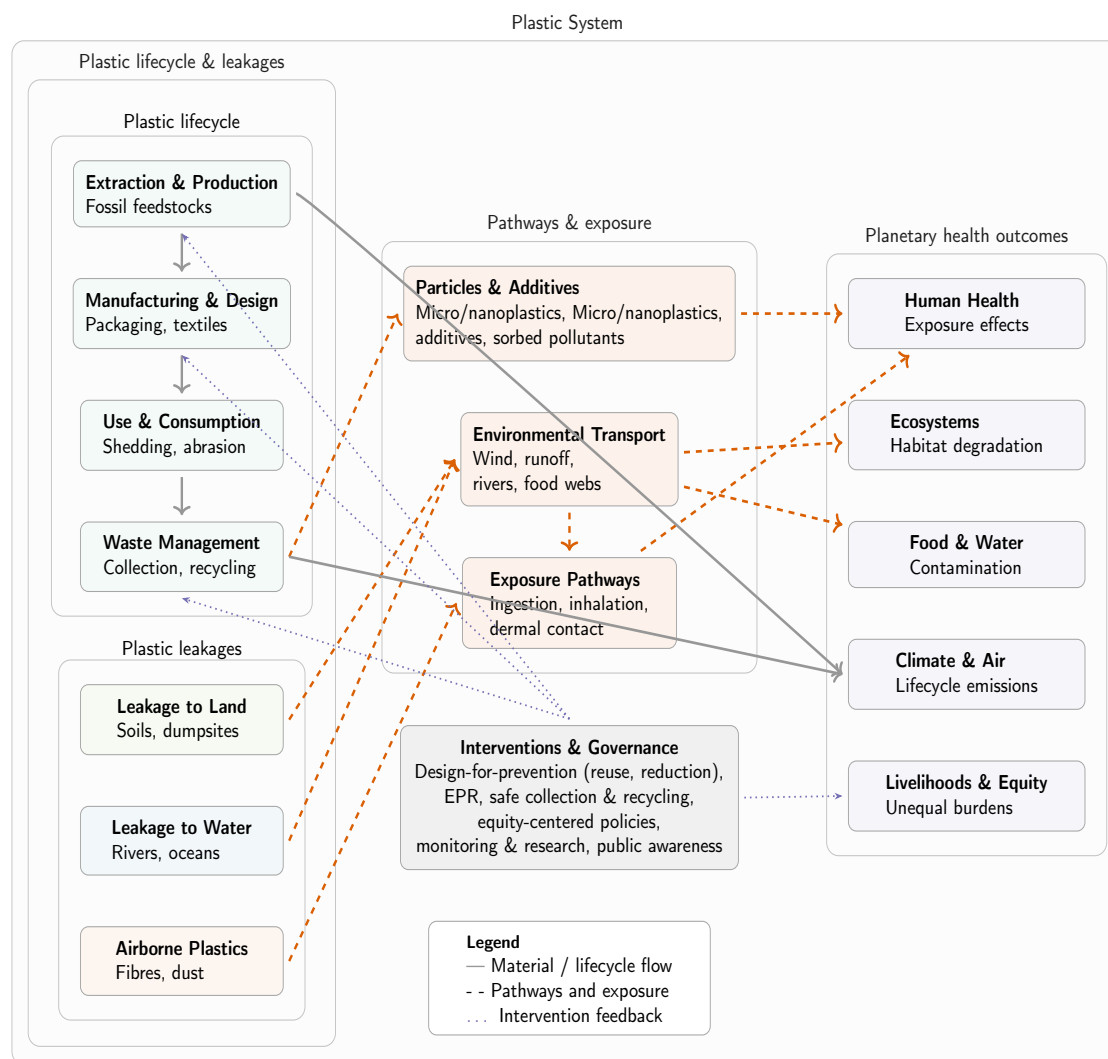 Plastic System
Plastic lifecycle & leakages
Plastic lifecycle
Extraction & Production
Fossil feedstocks
Manufacturing & Design
Packaging, textiles
Use & Consumption
Shedding, abrasion
Waste Management
Collection, recycling
Plastic leakages
Leakage to Land
Soils, dumpsites
Leakage to Water
Rivers, oceans
Airborne Plastics
Fibres, dust
Pathways & exposure
Particles & Additives
Micro/nanoplastics, Micro/nanoplastics,
additives, sorbed pollutants
Environmental Transport
Wind, runoff,
rivers, food webs
Exposure Pathways
Ingestion, inhalation,
dermal contact
Interventions & Governance
Design-for-prevention (reuse, reduction),
EPR, safe collection & recycling,
equity-centered policies,
monitoring & research, public awareness
Planetary health outcomes
Human Health
Exposure effects
Ecosystems
Habitat degradation
Food & Water
Contamination
Climate & Air
Lifecycle emissions
Livelihoods & Equity
Unequal burdens
Legend
— Material / lifecycle flow
- - Pathways and exposure
... Intervention feedback